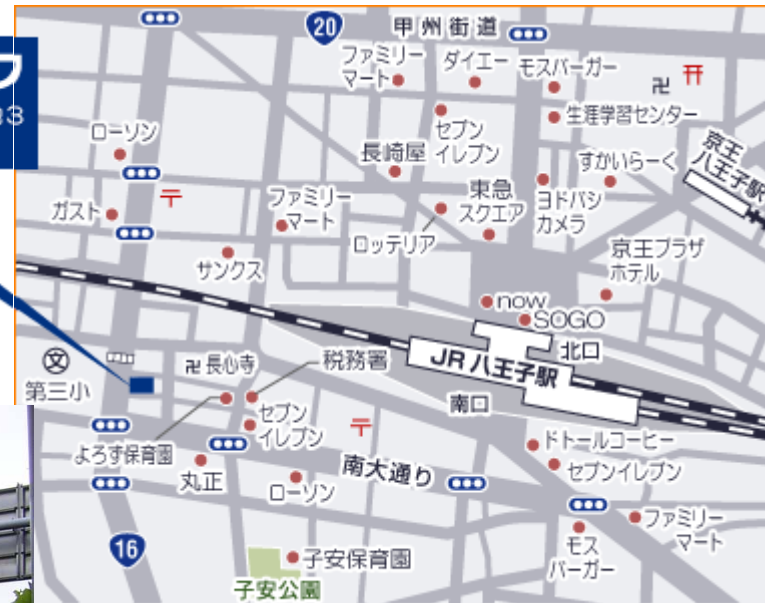 20
甲州街道
ファミリー
マート
ダイエー
モスバーガー
卍
生涯学習センター
ローソン
セブン
イレブン
長崎屋
すかいらーく
京王
八王子駅
ガスト
ファミリー
マート
東急
スクエア
ヨドバシ
カメラ
ロッテリア
サンクス
京王プラザ
ホテル
now
SOGO
北口
JR八王子駅
南口
文
第三小
卍長心寺
税務署
セブン
イレブン
よろず保育園
丸正
ローソン
南大通り
ドトールコーヒー
セブンイレブン
ファミリー
マート
モス
バーガー
16
子安保育園
子安公園